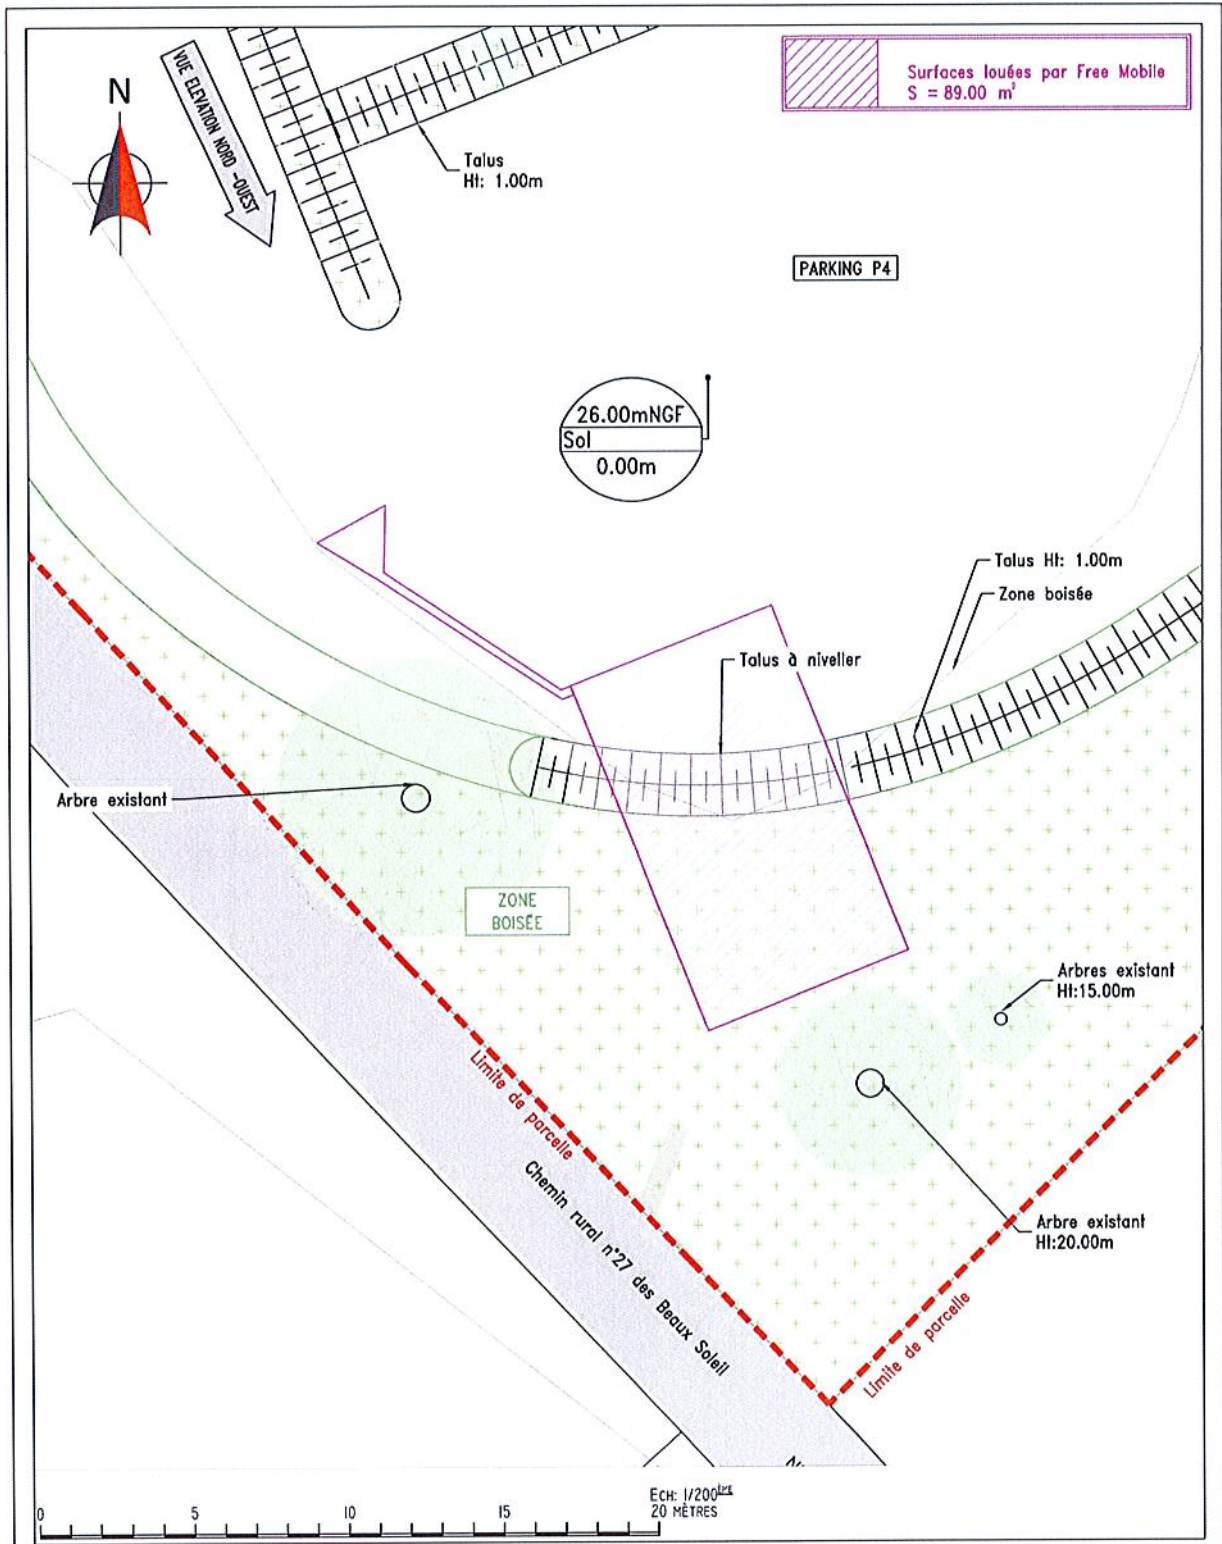 N
VUE ELEVATION NORD -OUEST
Surfaces louées par Free Mobile
S = 89.00 m²
Talus
Ht: 1.00m
PARKING P4
26.00mNGF
Sol
0.00m
Talus Ht: 1.00m
Zone boisée
Talus à niveller
Arbre existant
ZONE
BOISÉE
Arbres existant
Ht:15.00m
Limite de parcelle
Chemin rural n°27 des Beaux Soleil
Arbre existant
Ht:20.00m
Limite de parcelle
ECH: 1/200ÈME
0 5 10 15 20 MÈTRES